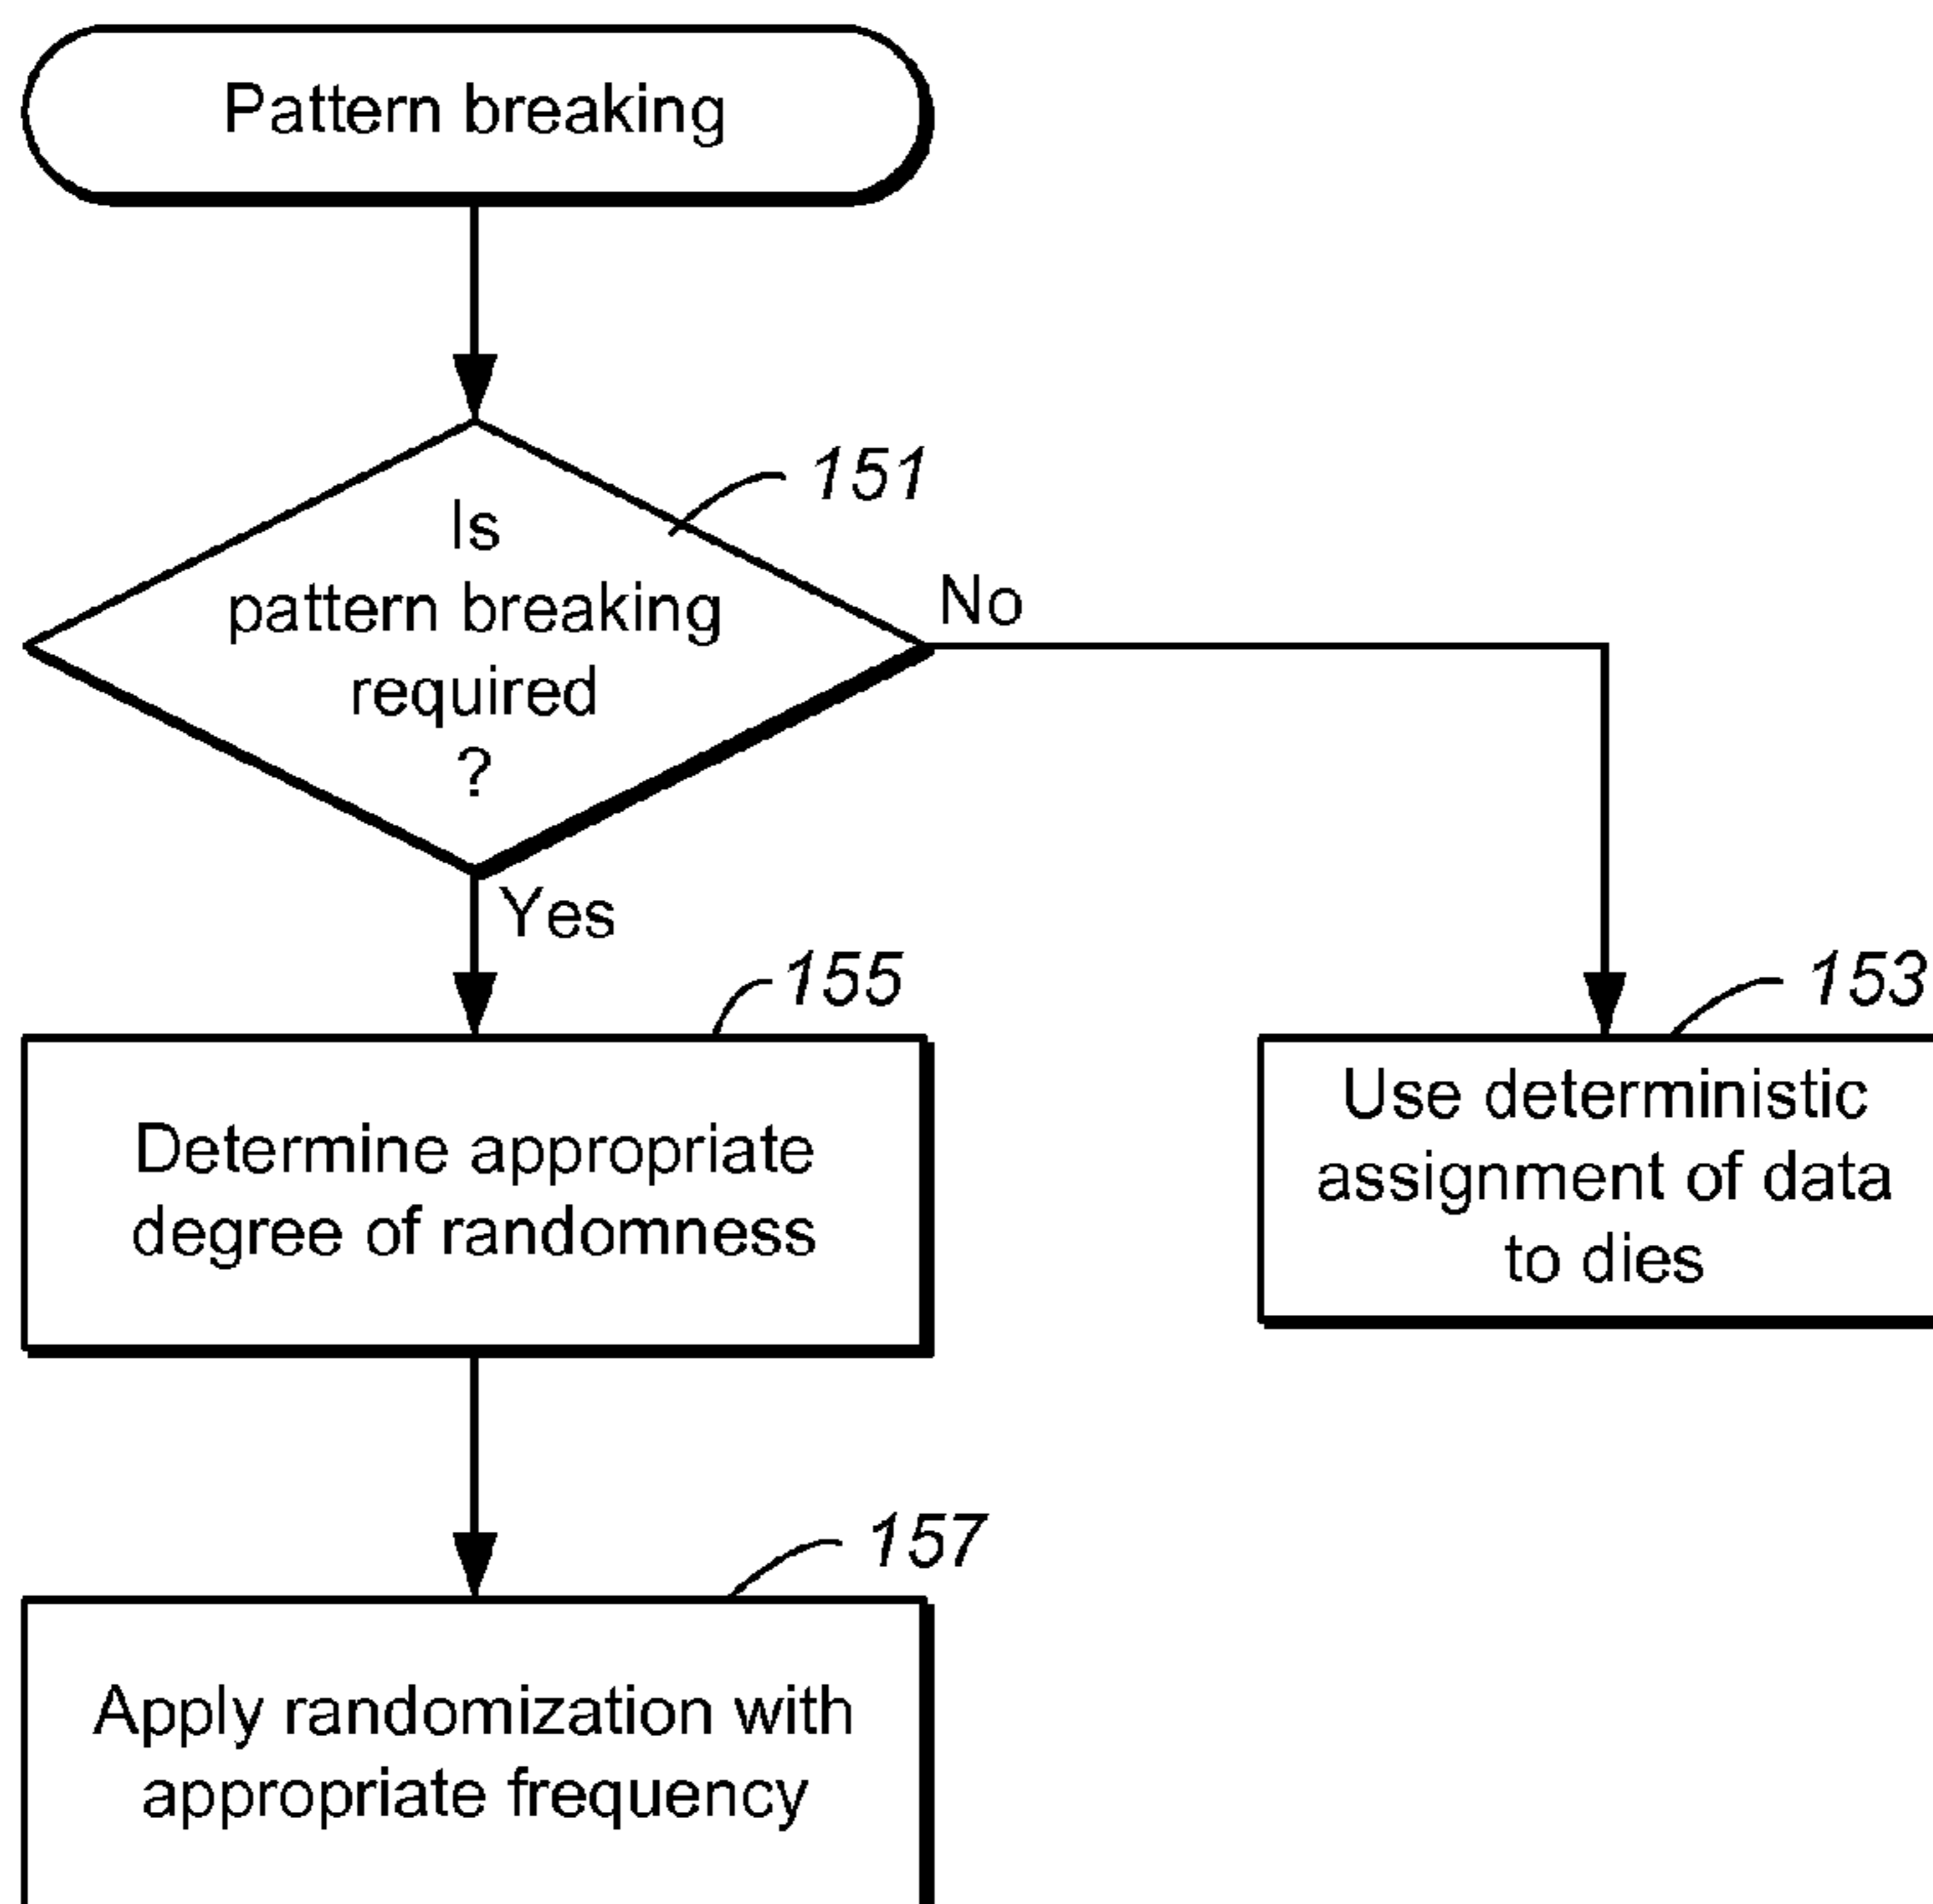 Pattern breaking
151
Is
pattern breaking
required
?
No
Yes
155
Determine appropriate
degree of randomness
153
Use deterministic
assignment of data
to dies
157
Apply randomization with
appropriate frequency